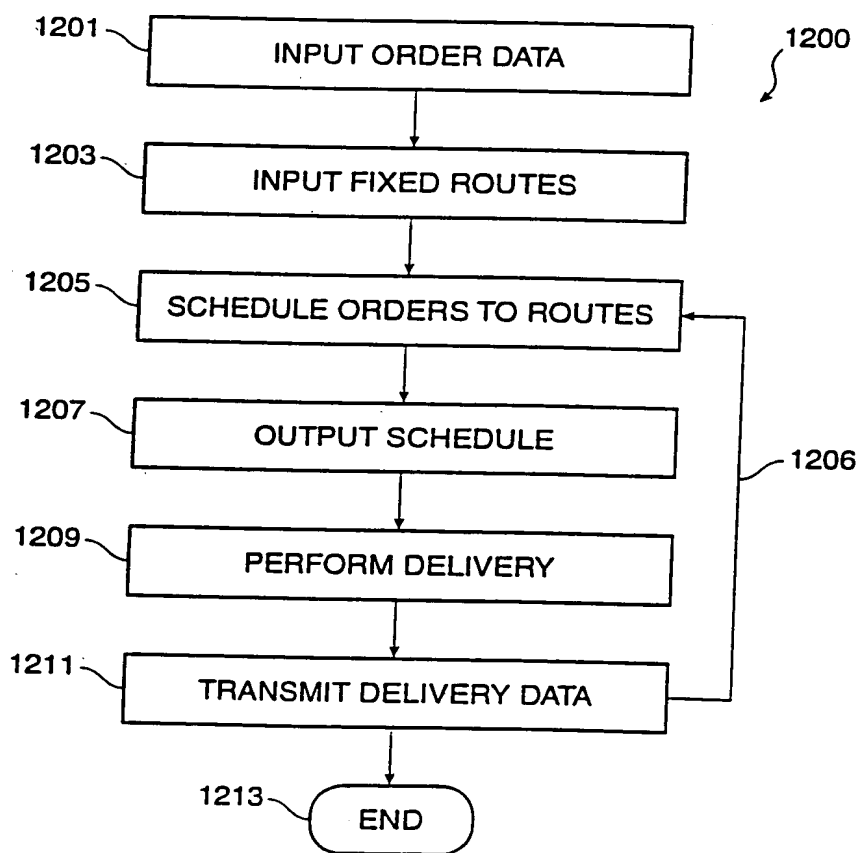 1201
INPUT ORDER DATA
1200
1203
INPUT FIXED ROUTES
1205
SCHEDULE ORDERS TO ROUTES
1207
OUTPUT SCHEDULE
1206
1209
PERFORM DELIVERY
1211
TRANSMIT DELIVERY DATA
1213
END